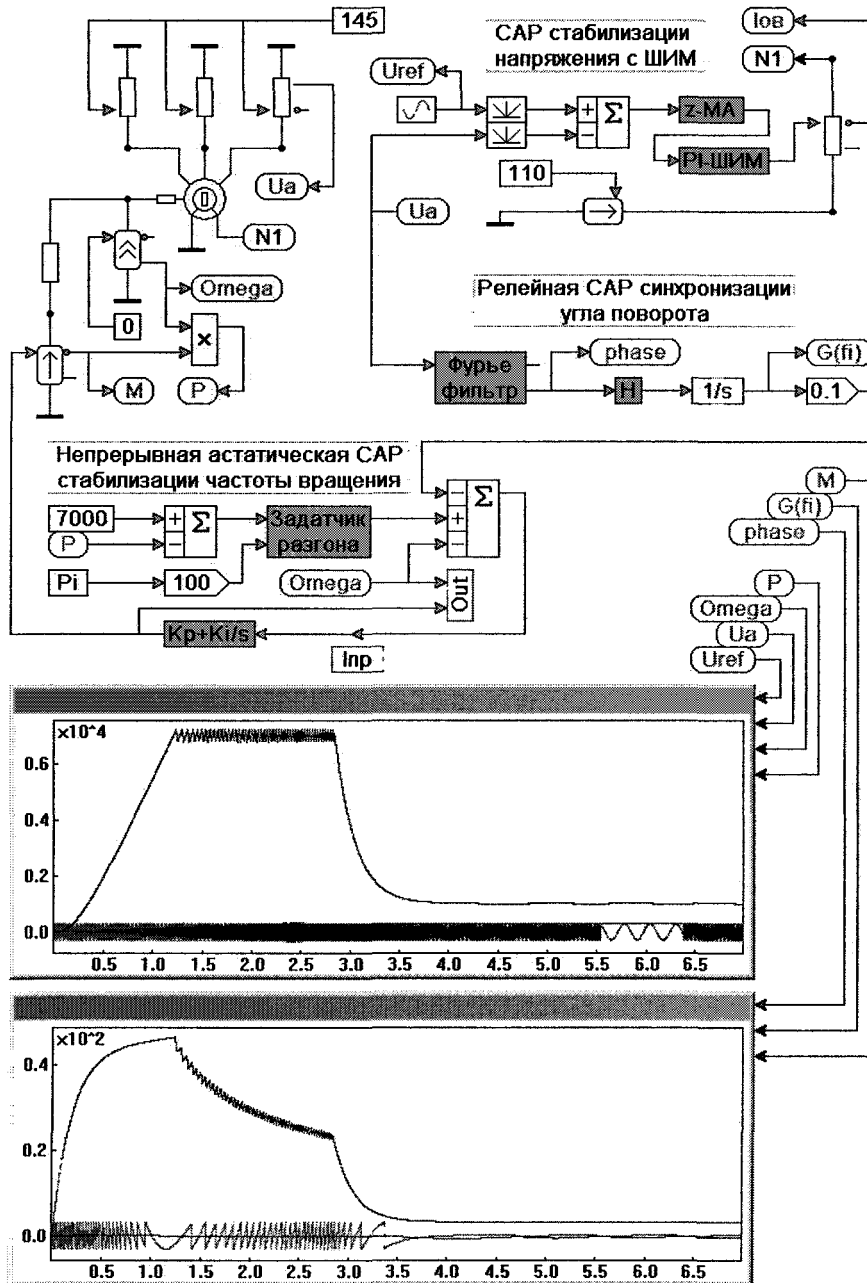 145
Ua
N1
Omega
0
×
M
P
САР стабилизации
напряжения с ШИМ
Iов
N1
Uref
+
−
Σ
z-МА
PI-ШИМ
110
Ua
Релейная САР синхронизации
угла поворота
phase
G(fi)
Фурье
фильтр
H
1/s
0.1
Непрерывная астатическая САР
стабилизации частоты вращения
7000
P
+
−
Σ
Задатчик
разгона
Pi
100
Omega
−
+
−
Σ
Out
Kp+Ki/s
Inp
M
G(fi)
phase
P
Omega
Ua
Uref
×10^4
0.6
0.4
0.2
0.0
0.5 1.0 1.5 2.0 2.5 3.0 3.5 4.0 4.5 5.0 5.5 6.0 6.5
×10^2
0.4
0.2
0.0
0.5 1.0 1.5 2.0 2.5 3.0 3.5 4.0 4.5 5.0 5.5 6.0 6.5